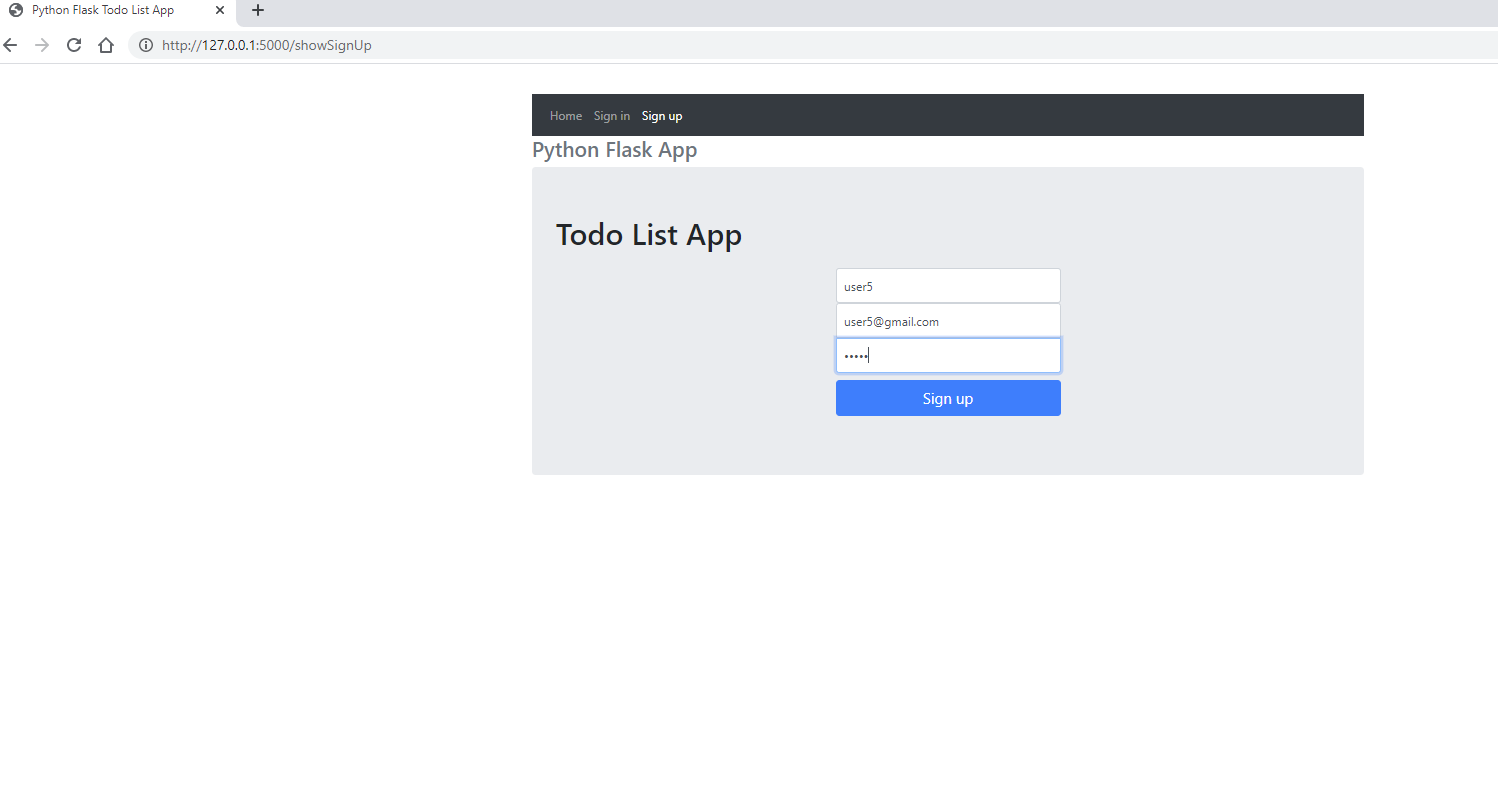 Python Flask Todo List App
http://127.0.0.1:5000/showSignUp
Home Sign in Sign up
Python Flask App
Todo List App
user5
user5@gmail.com
•••••
Sign up